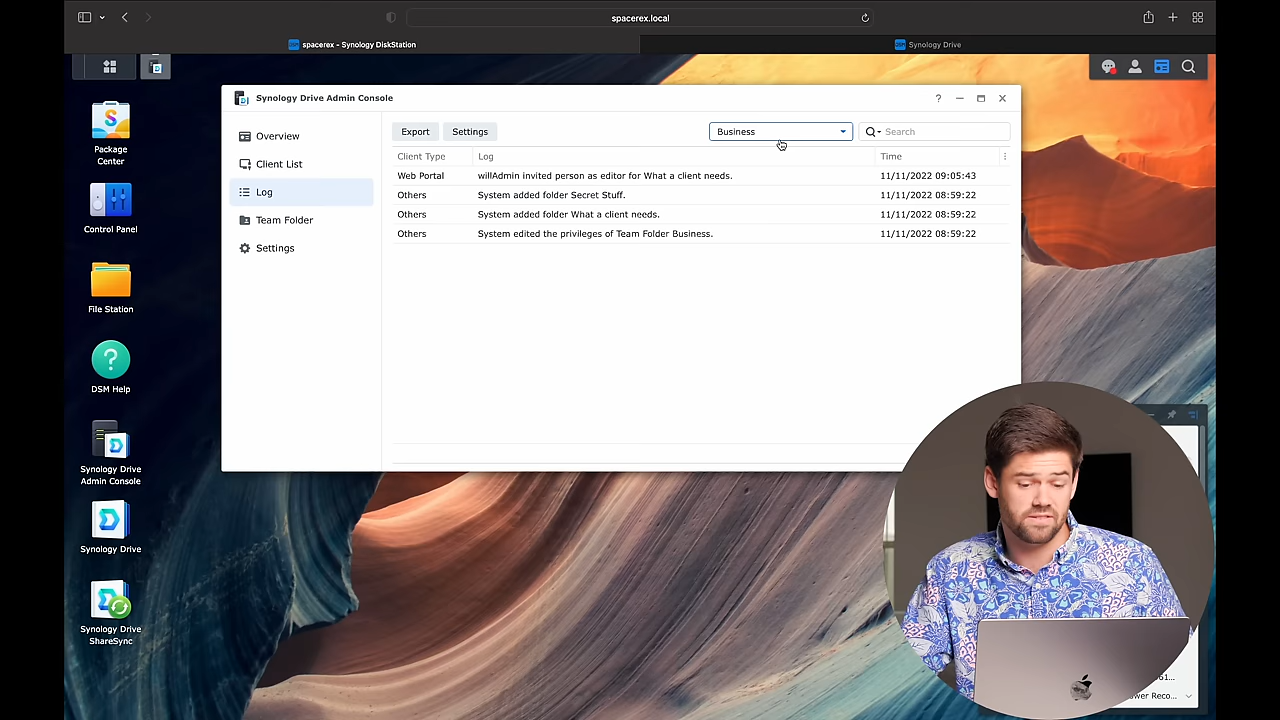 spacerex.local
spacerex - Synology DiskStation
Synology Drive
Package
Center
Control Panel
File Station
DSM Help
Synology Drive
Admin Console
Synology Drive
Synology Drive
ShareSync
Synology Drive Admin Console
Overview
Client List
Log
Team Folder
Settings
Export
Settings
Business
Search
Client Type
Log
Time
Web Portal
willAdmin invited person as editor for What a client needs.
11/11/2022 09:05:43
Others
System added folder Secret Stuff.
11/11/2022 08:59:22
Others
System added folder What a client needs.
11/11/2022 08:59:22
Others
System edited the privileges of Team Folder Business.
11/11/2022 08:59:22